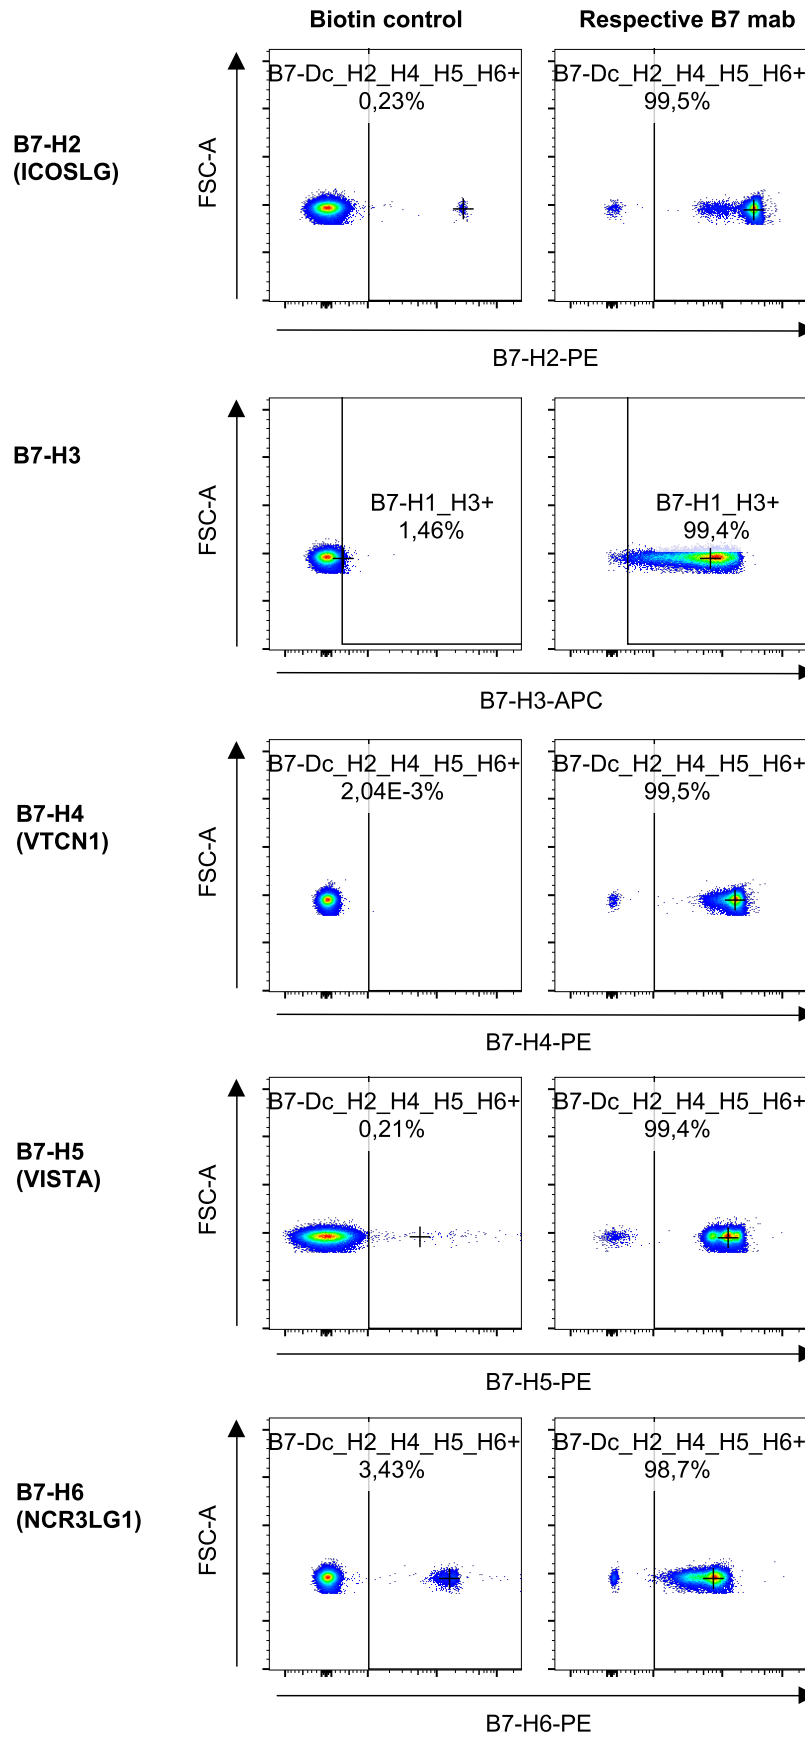 Biotin control
Respective B7 mab
B7-H2
(ICOSLG)
FSC-A
B7-Dc_H2_H4_H5_H6+
0,23%
B7-Dc_H2_H4_H5_H6+
99,5%
B7-H2-PE
B7-H3
FSC-A
B7-H1_H3+
1,46%
B7-H1_H3+
99,4%
B7-H3-APC
B7-H4
(VTCN1)
FSC-A
B7-Dc_H2_H4_H5_H6+
2,04E-3%
B7-Dc_H2_H4_H5_H6+
99,5%
B7-H4-PE
B7-H5
(VISTA)
FSC-A
B7-Dc_H2_H4_H5_H6+
0,21%
B7-Dc_H2_H4_H5_H6+
99,4%
B7-H5-PE
B7-H6
(NCR3LG1)
FSC-A
B7-Dc_H2_H4_H5_H6+
3,43%
B7-Dc_H2_H4_H5_H6+
98,7%
B7-H6-PE